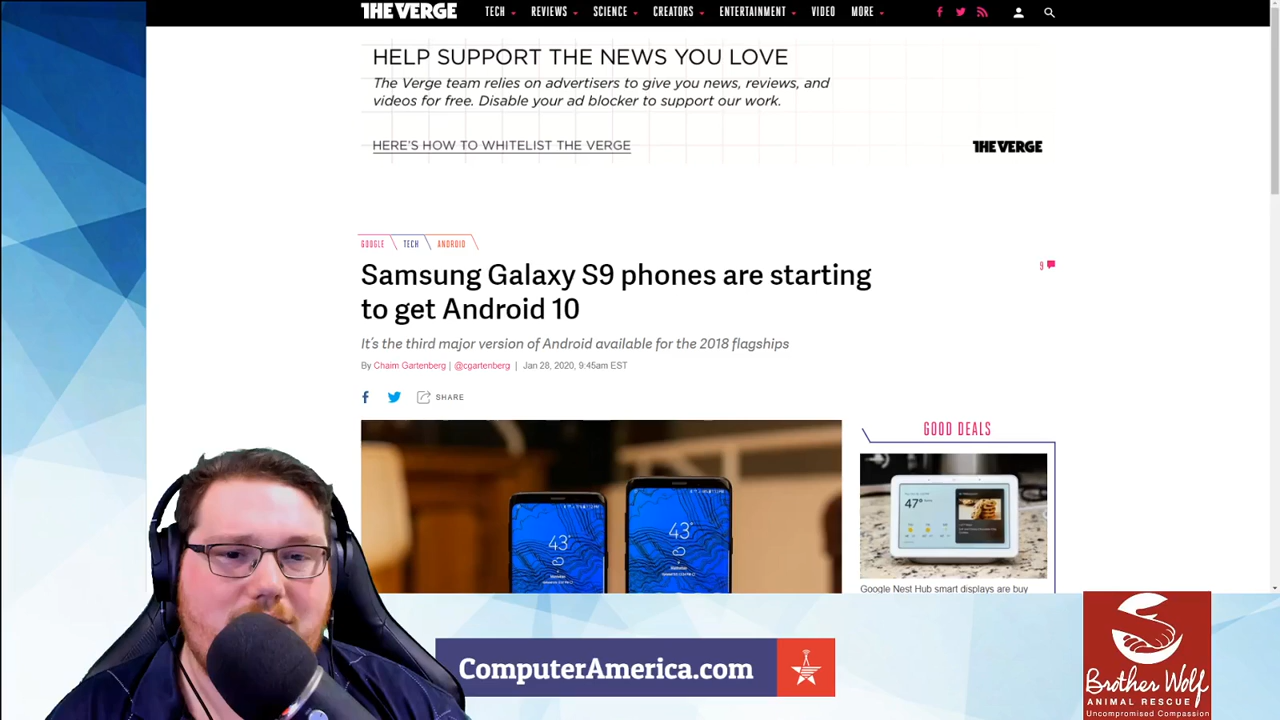 THE VERGE
TECH REVIEWS SCIENCE CREATORS ENTERTAINMENT VIDEO MORE
HELP SUPPORT THE NEWS YOU LOVE
The Verge team relies on advertisers to give you news, reviews, and
videos for free. Disable your ad blocker to support our work.
HERE'S HOW TO WHITELIST THE VERGE
THE VERGE
GOOGLE TECH ANDROID
Samsung Galaxy S9 phones are starting
to get Android 10
9
It's the third major version of Android available for the 2018 flagships
By Chaim Gartenberg | @cgartenberg | Jan 28, 2020, 9:45am EST
SHARE
GOOD DEALS
47°
43°
43°
Google Nest Hub smart displays are buy
ComputerAmerica.com
Brother Wolf
ANIMAL RESCUE
Uncompromised Compassion